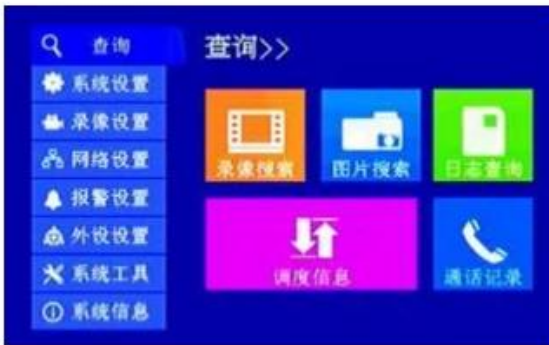 查询
系统设置
录像设置
网络设置
报警设置
外设设置
系统工具
系统信息
查询>>
录像搜索
图片搜索
日志查询
调度信息
通话记录